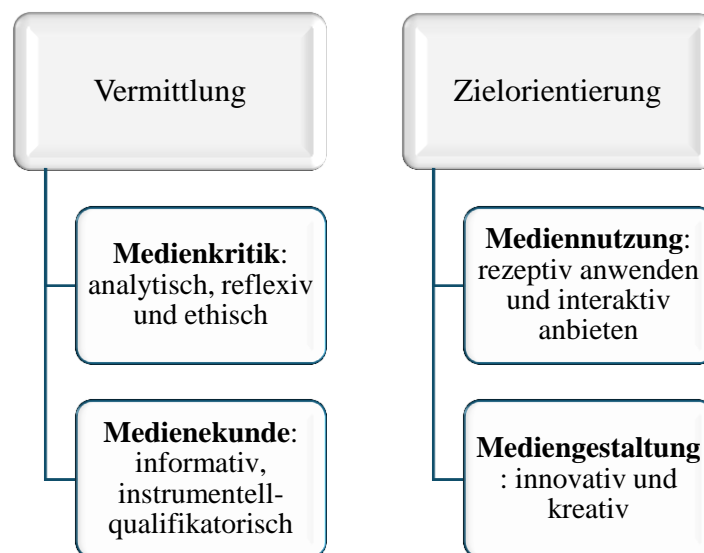 Vermittlung
Medienkritik:
analytisch, reflexiv
und ethisch
Medienekunde:
informativ,
instrumentell-
qualifikatorisch
Zielorientierung
Mediennutzung:
rezeptiv anwenden
und interaktiv
anbieten
Mediengestaltung
: innovativ und
kreativ